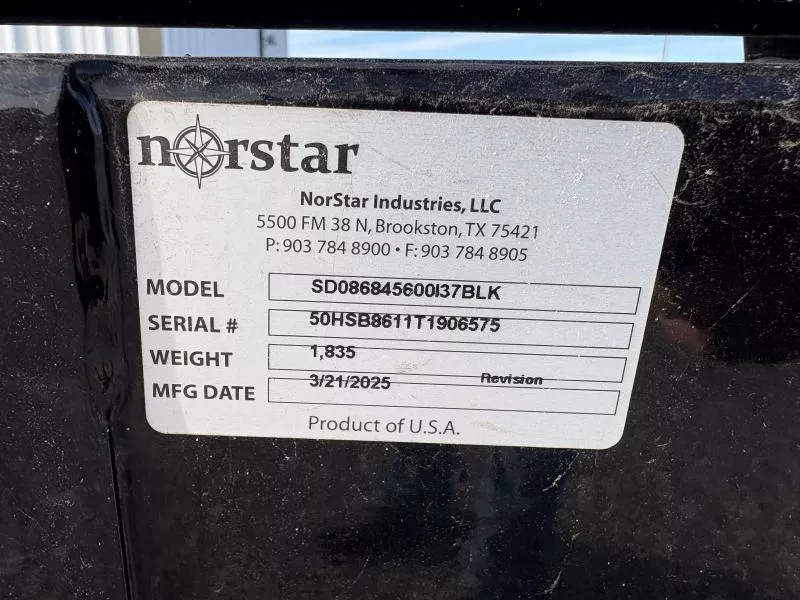 norstar
NorStar Industries, LLC
5500 FM 38 N, Brookston, TX 75421
P: 903 784 8900 • F: 903 784 8905
MODEL SD086845600I37BLK
SERIAL # 50HSB8611T1906575
WEIGHT 1,835
MFG DATE 3/21/2025 Revision
Product of U.S.A.